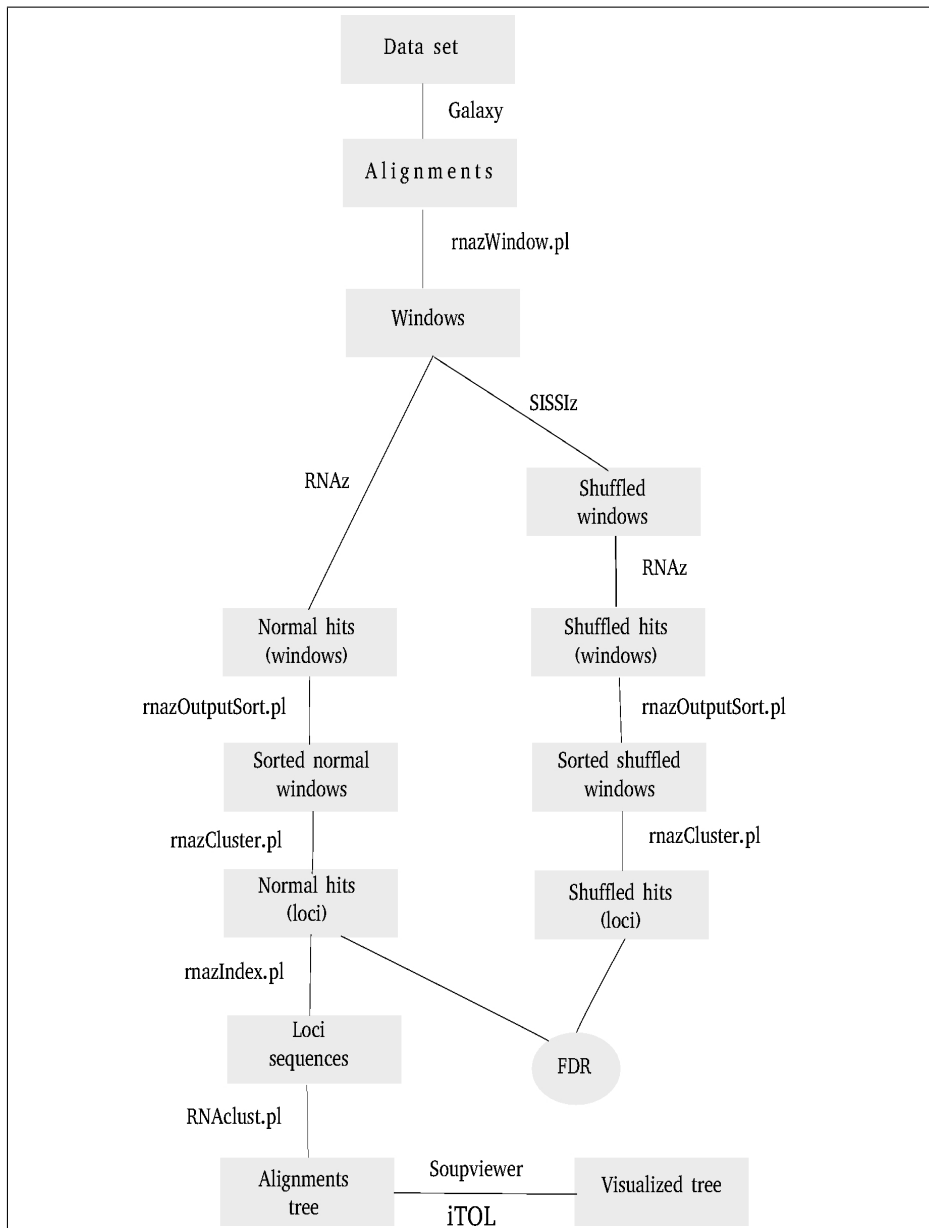 Data set
Galaxy
Alignments
rnazWindow.pl
Windows
SISSIz
RNAz
Shuffled
windows
RNAz
Normal hits
(windows)
Shuffled hits
(windows)
rnazOutputSort.pl
rnazOutputSort.pl
Sorted normal
windows
Sorted shuffled
windows
rnazCluster.pl
rnazCluster.pl
Normal hits
(loci)
Shuffled hits
(loci)
rnazIndex.pl
Loci
sequences
FDR
RNAclust.pl
Alignments
tree
Soupviewer
iTOL
Visualized tree